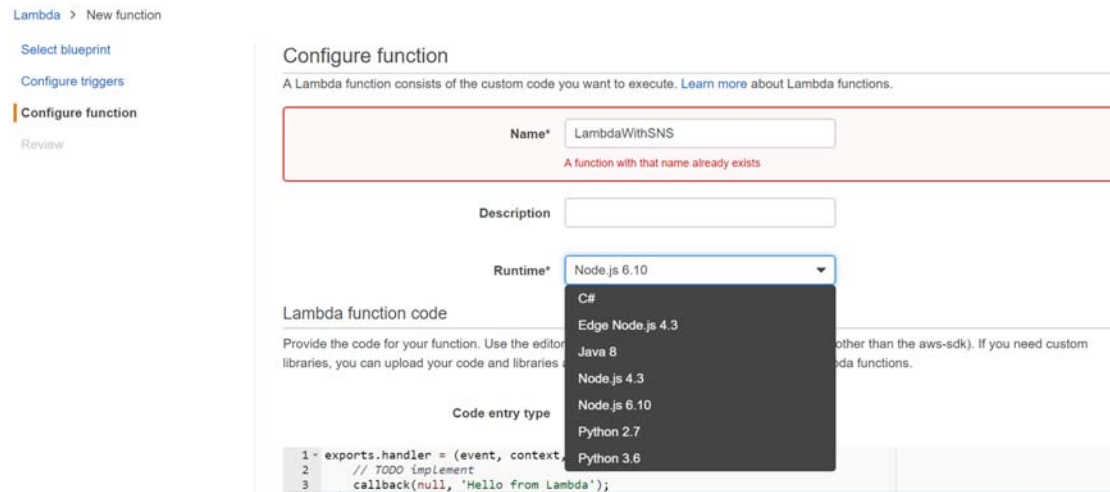 Lambda > New function
Select blueprint
Configure triggers
Configure function
Review
Configure function
A Lambda function consists of the custom code you want to execute. Learn more about Lambda functions.
Name* LambdaWithSNS
A function with that name already exists
Description
Runtime* Node.js 6.10
C#
Edge Node.js 4.3
Java 8
Node.js 4.3
Node.js 6.10
Python 2.7
Python 3.6
Lambda function code
Provide the code for your function. Use the editor other than the aws-sdk). If you need custom
libraries, you can upload your code and libraries da functions.
Code entry type
1 exports.handler = (event, context,
2 // TODO implement
3 callback(null, 'Hello from Lambda');